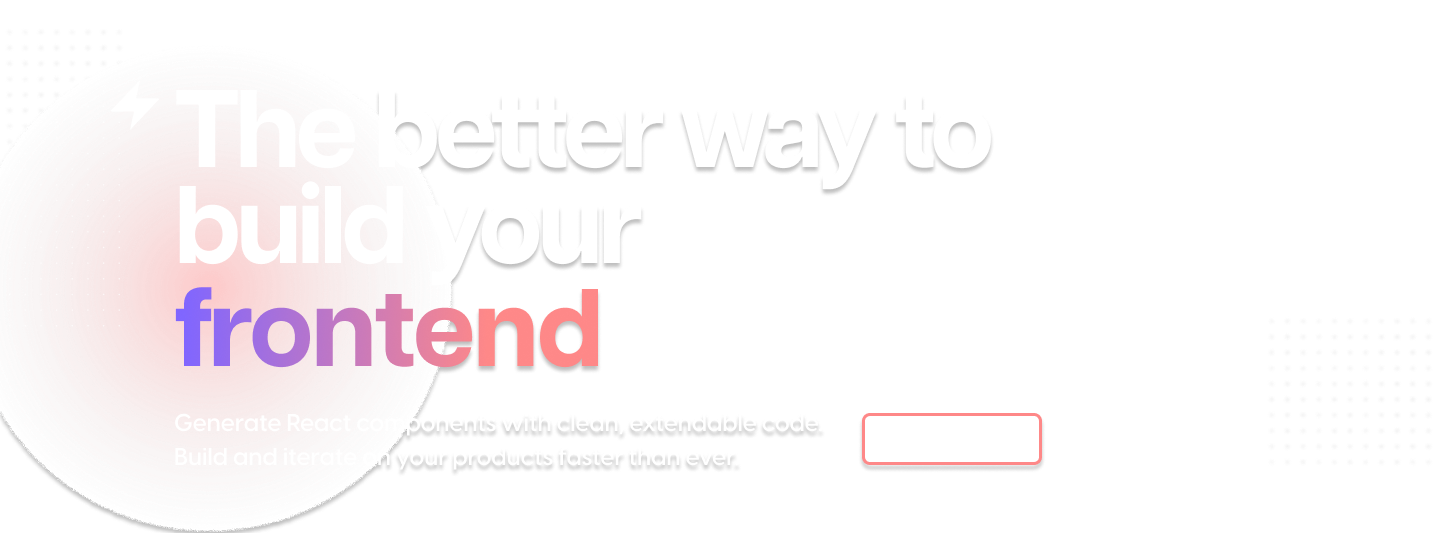 The better way to
build your
frontend
Generate React components with clean, extendable code.
Build and iterate on your products faster than ever.